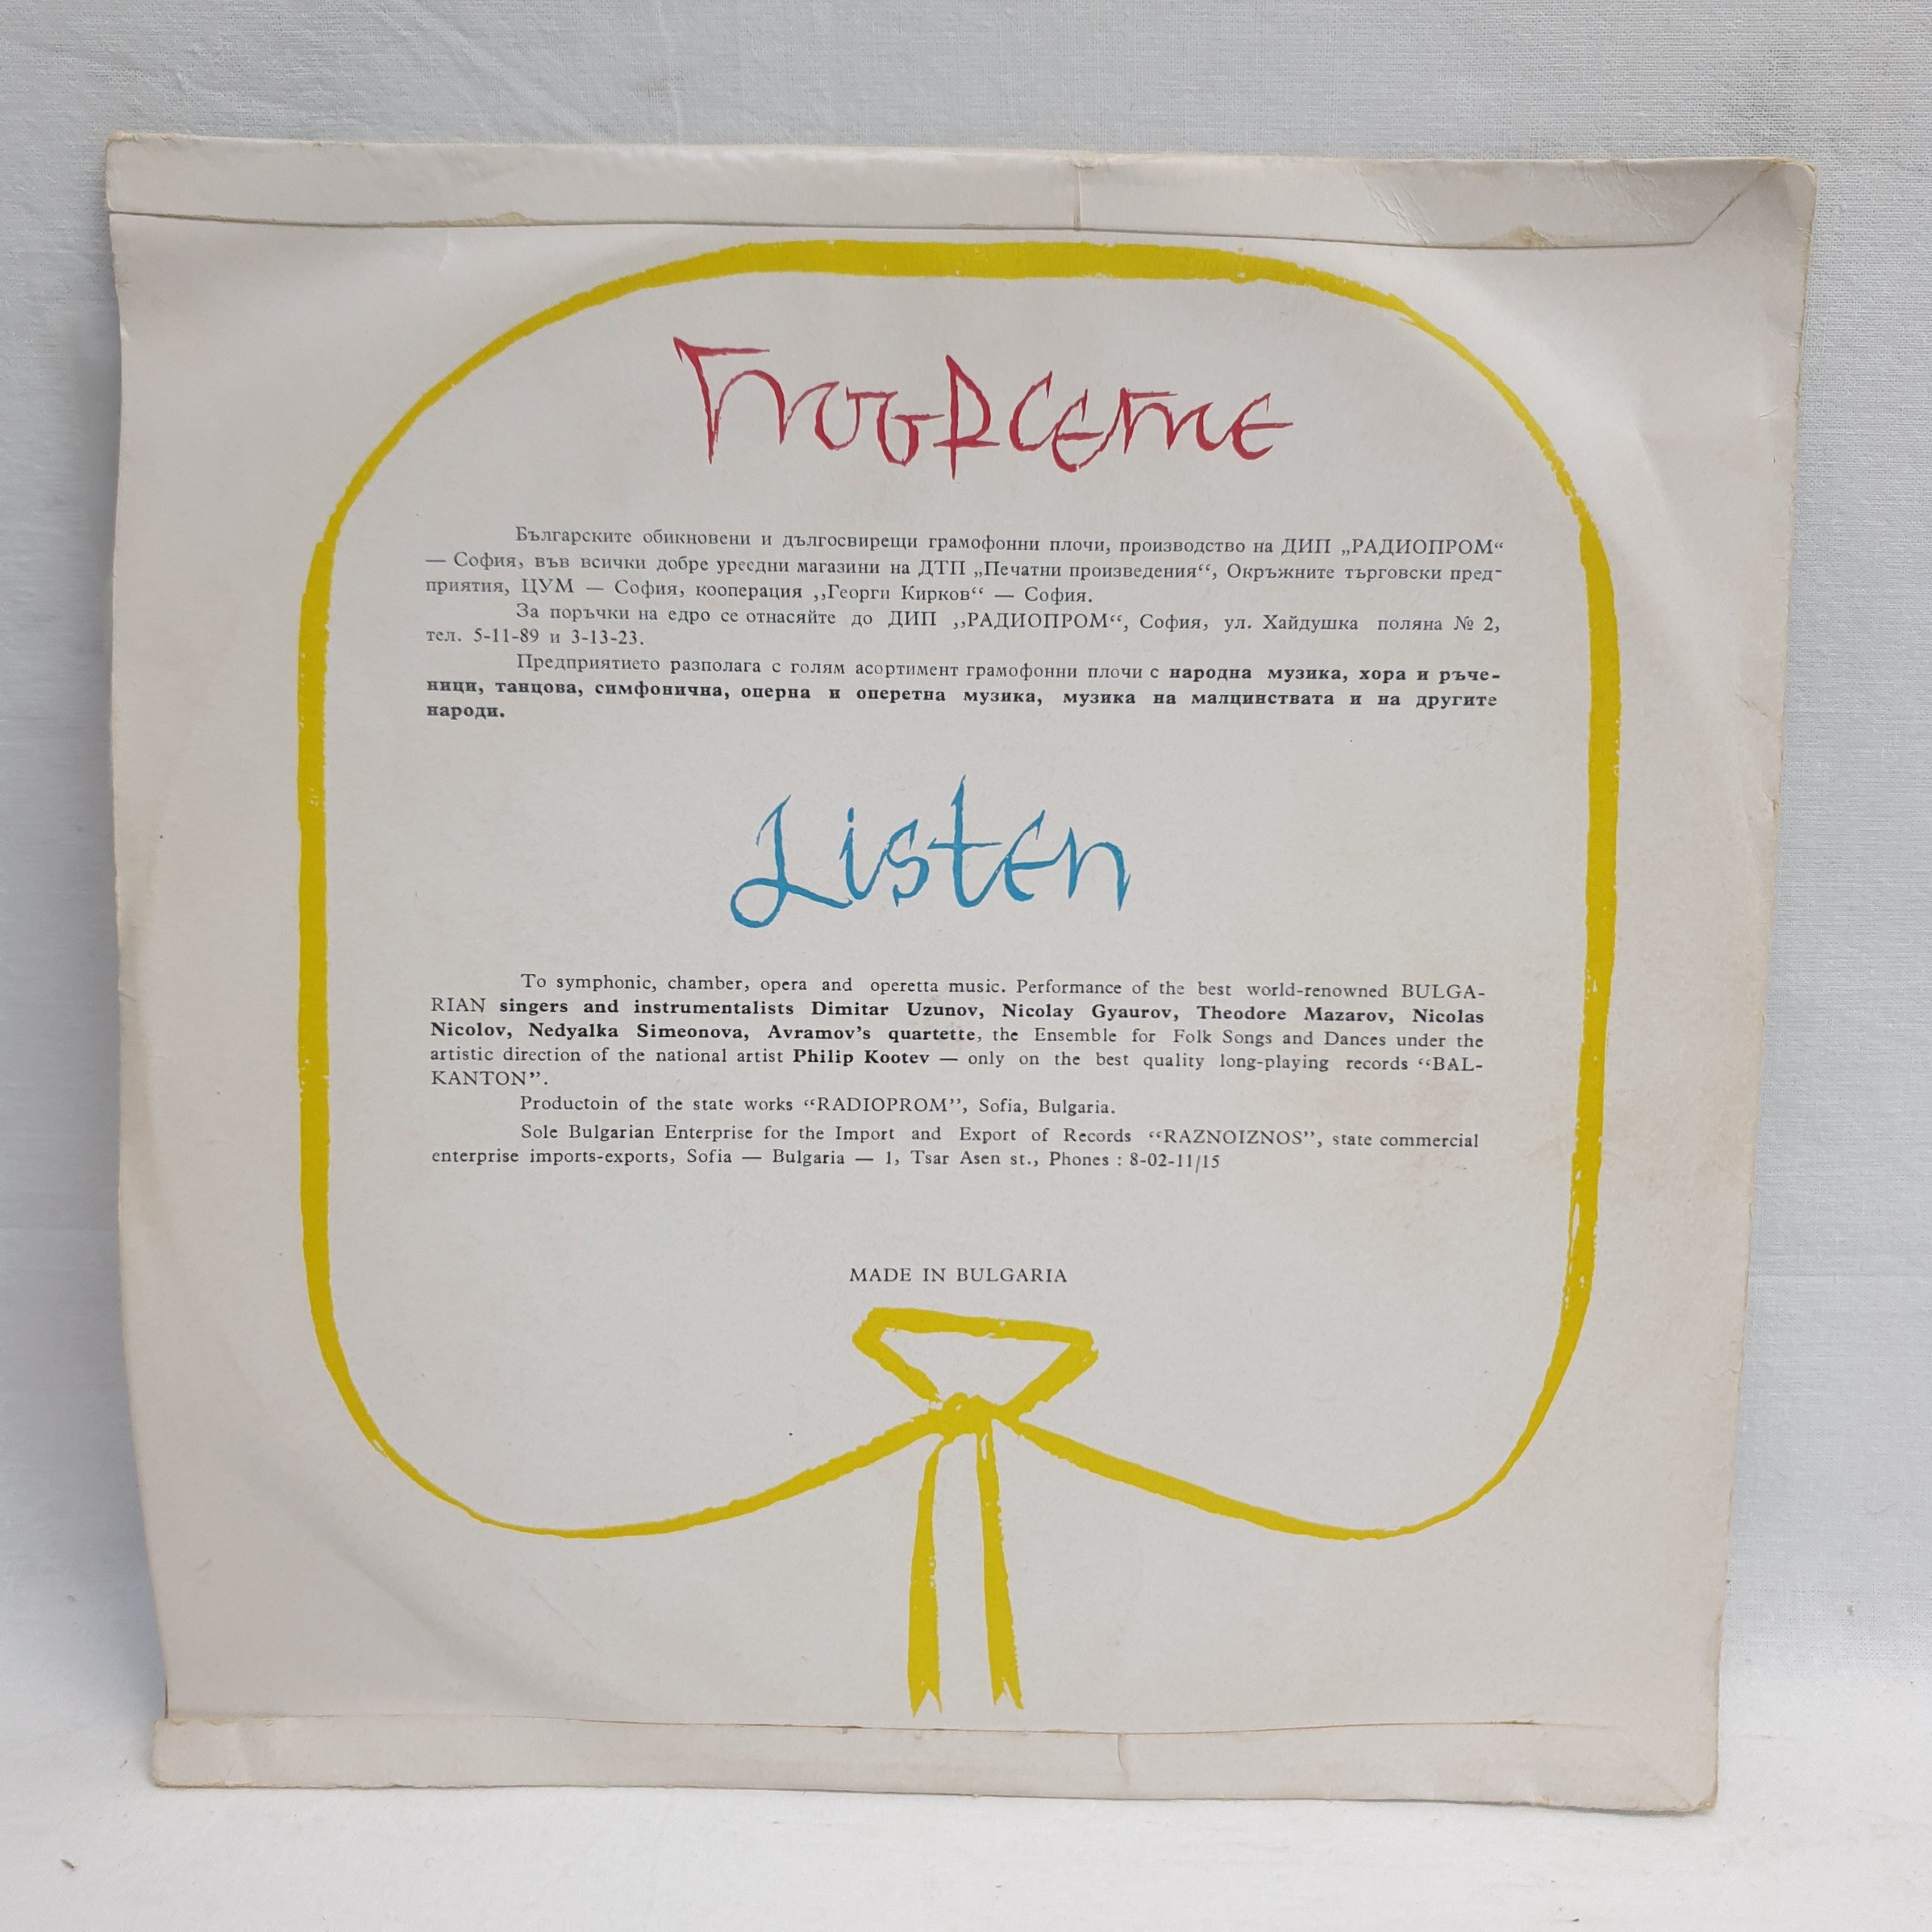 Потърсете
Българските обикновени и дългосвирещи грамофонни плочи, производство на ДИП „РАДИОПРОМ“
— София, във всички добре уреєдни магазини на ДТП „Печатни произведения“, Окръжните търговски пред-
приятия, ЦУМ — София, кооперация ,,Георги Кирков“ — София.
За поръчки на едро се отнасяйте до ДИП ,,РАДИОПРОМ“, София, ул. Хайдушка поляна № 2,
тел. 5-11-89 и 3-13-23.
Предприятието разполага с голям асортимент грамофонни плочи с народна музика, хора и ръче-
ници, танцова, симфонична, оперна и оперетна музика, музика на малцинствата и на другите
народи.
Listen
To symphonic, chamber, opera and operetta music. Performance of the best world-renowned BULGA-
RIAN singers and instrumentalists Dimitar Uzunov, Nicolay Gyaurov, Theodore Mazarov, Nicolas
Nicolov, Nedyalka Simeonova, Avramov’s quartette, the Ensemble for Folk Songs and Dances under the
artistic direction of the national artist Philip Kootev — only on the best quality long-playing records “BAL-
KANTON”.
Productoin of the state works “RADIOPROM”, Sofia, Bulgaria.
Sole Bulgarian Enterprise for the Import and Export of Records “RAZNOIZNOS”, state commercial
enterprise imports-exports, Sofia — Bulgaria — 1, Tsar Asen st., Phones : 8-02-11/15
MADE IN BULGARIA